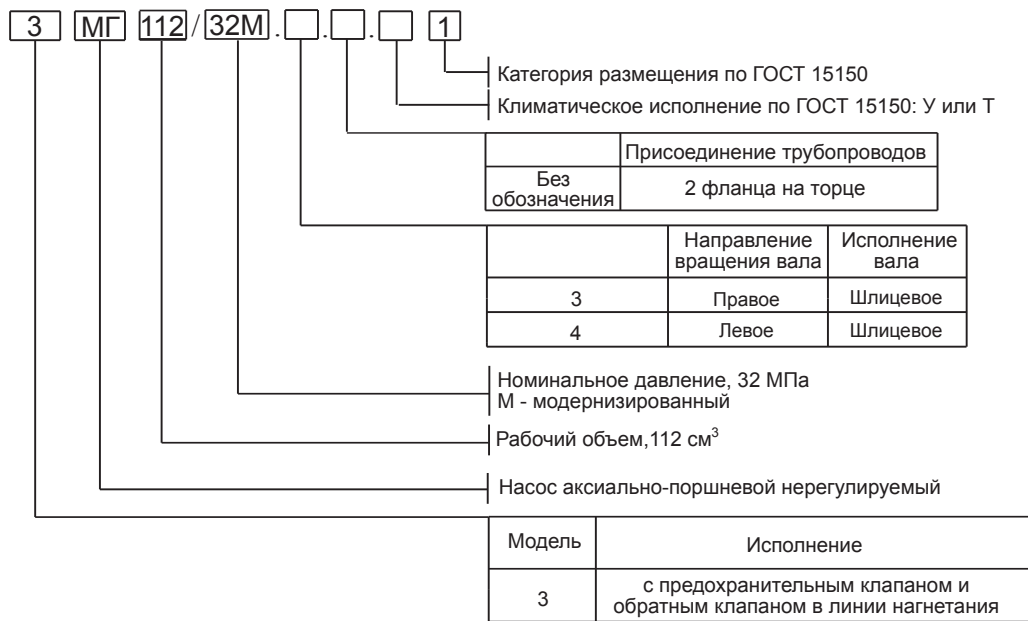 3 МГ 112/32М. . . 1
Категория размещения по ГОСТ 15150
Климатическое исполнение по ГОСТ 15150: У или Т
Присоединение трубопроводов
Без
обозначения
2 фланца на торце
Направление
вращения вала
Исполнение
вала
3 Правое Шлицевое
4 Левое Шлицевое
Номинальное давление, 32 МПа
М - модернизированный
Рабочий объем,112 см³
Насос аксиально-поршневой нерегулируемый
Модель Исполнение
3
с предохранительным клапаном и
обратным клапаном в линии нагнетания